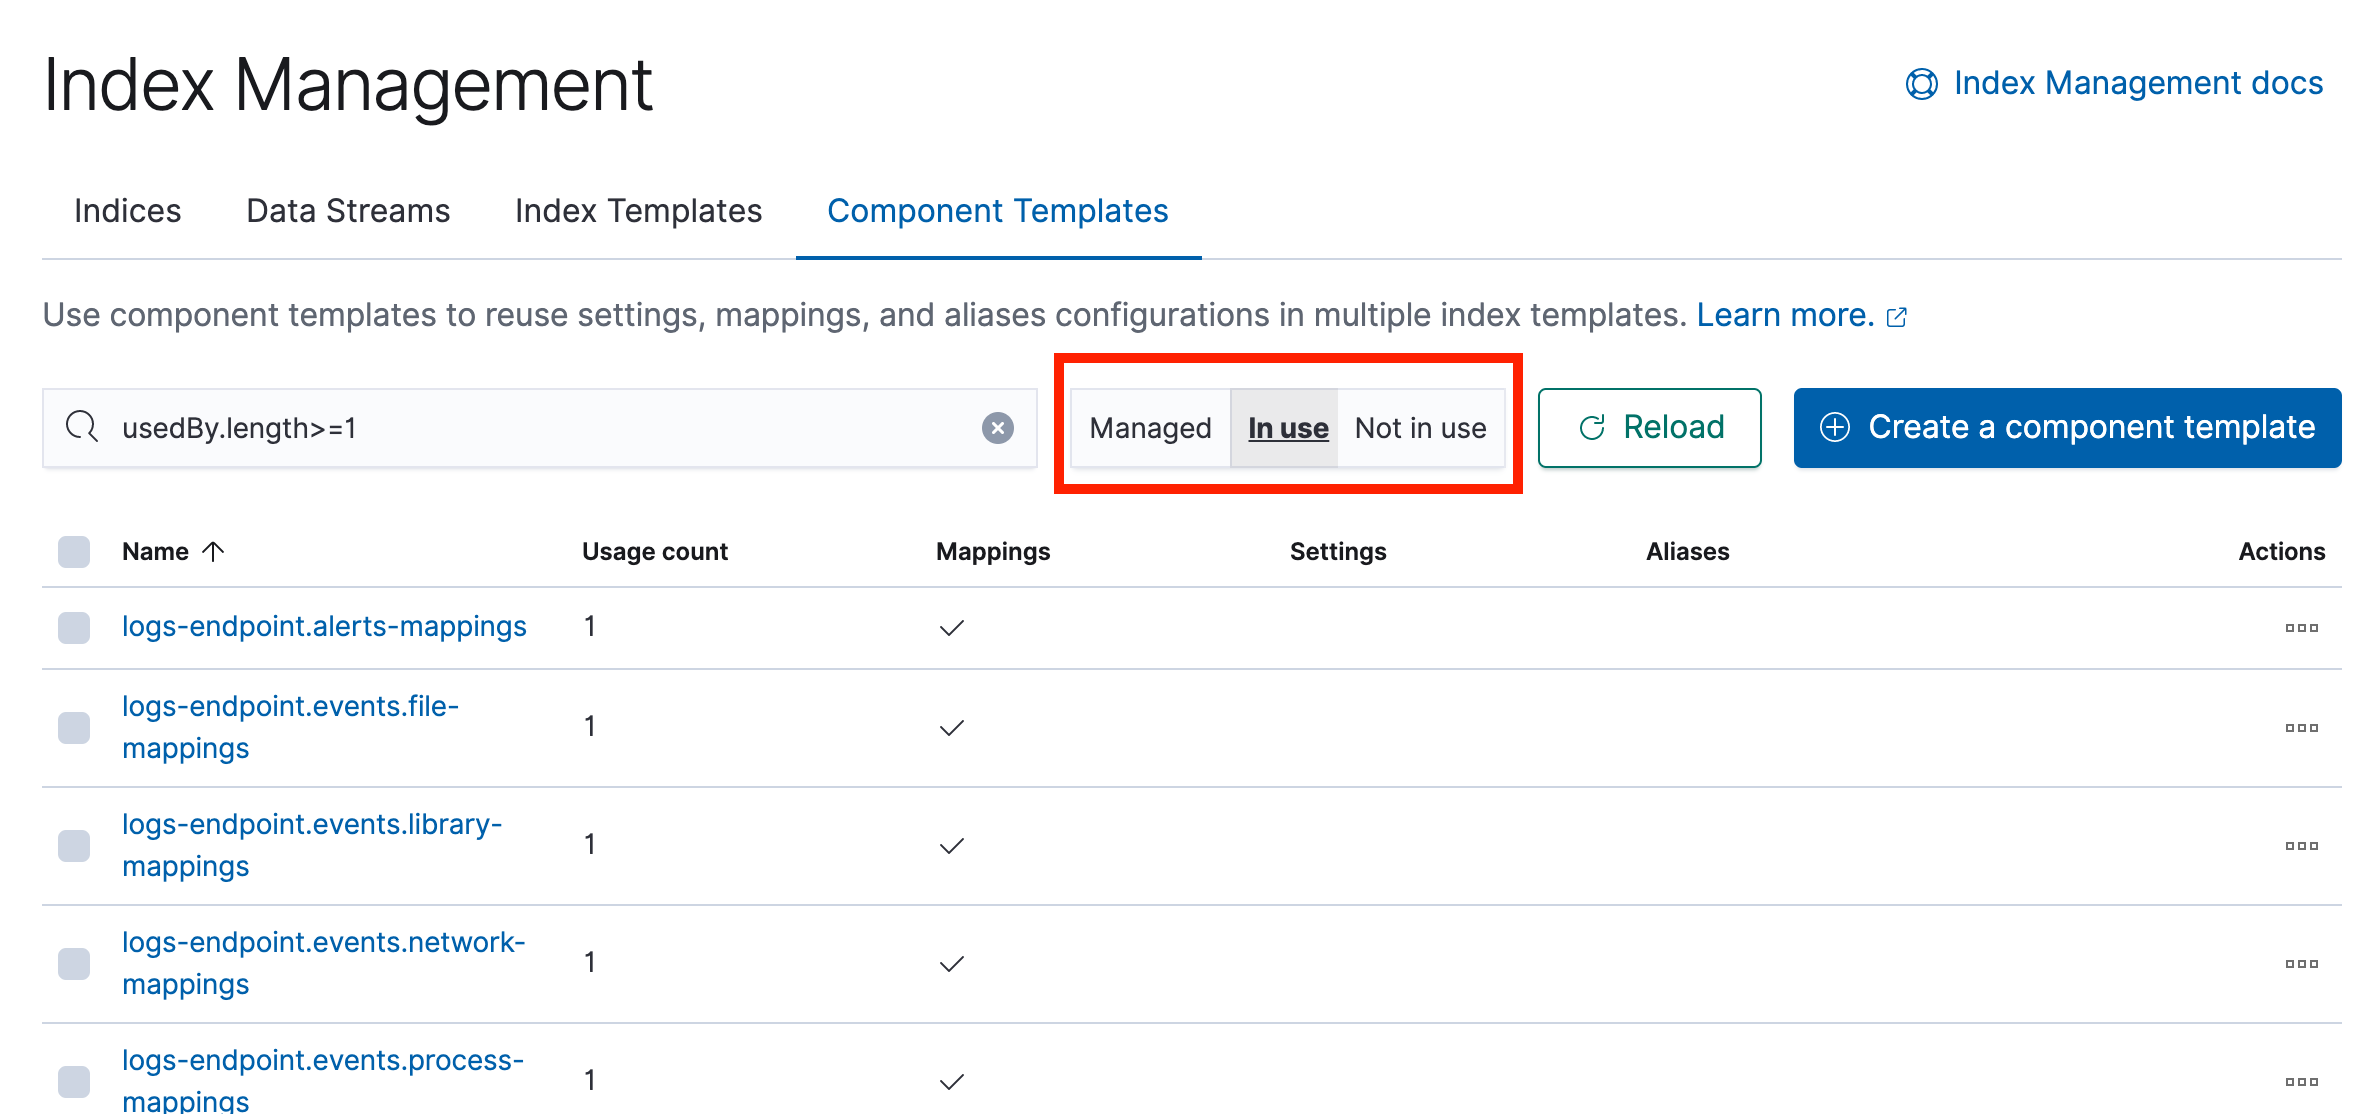 Index Management
Index Management docs
Indices
Data Streams
Index Templates
Component Templates
Use component templates to reuse settings, mappings, and aliases configurations in multiple index templates. Learn more.
usedBy.length>=1
Managed
In use
Not in use
Reload
Create a component template
Name
Usage count
Mappings
Settings
Aliases
Actions
logs-endpoint.alerts-mappings
1
logs-endpoint.events.file-
mappings
1
logs-endpoint.events.library-
mappings
1
logs-endpoint.events.network-
mappings
1
logs-endpoint.events.process-
mappings
1